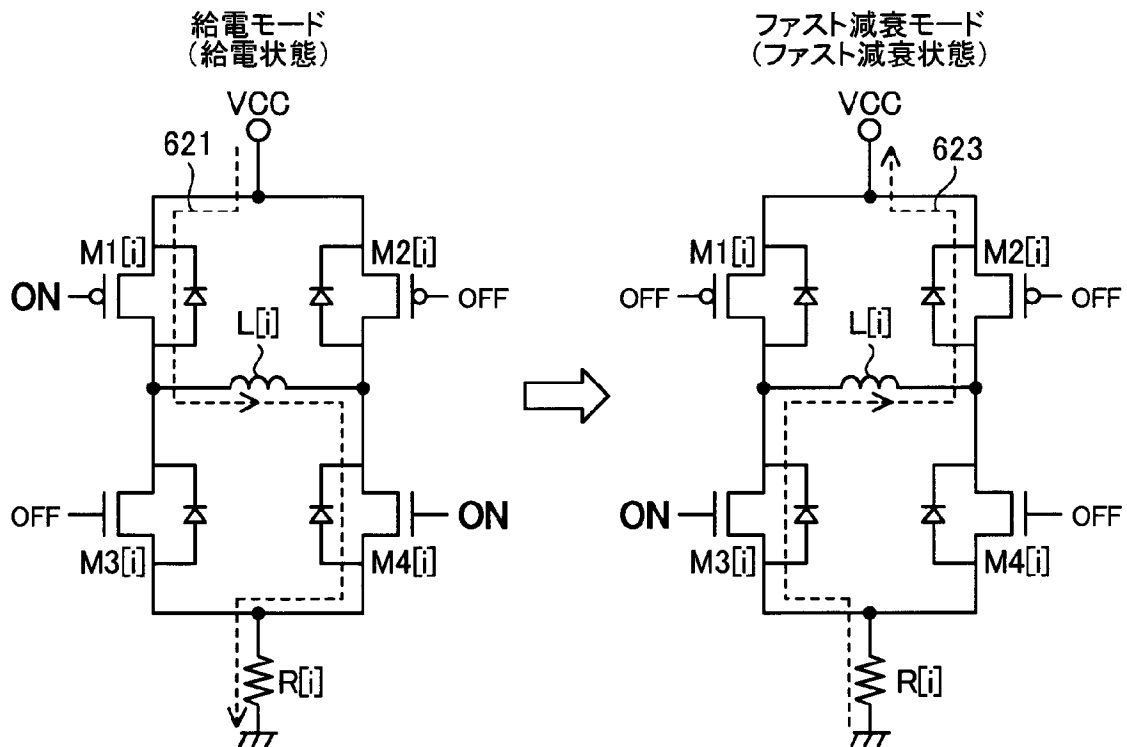 給電モード
（給電状態）
VCC
621
M1[i]
M2[i]
ON
OFF
L[i]
OFF
ON
M3[i]
M4[i]
R[i]
ファスト減衰モード
（ファスト減衰状態）
VCC
623
M1[i]
M2[i]
OFF
OFF
L[i]
ON
OFF
M3[i]
M4[i]
R[i]